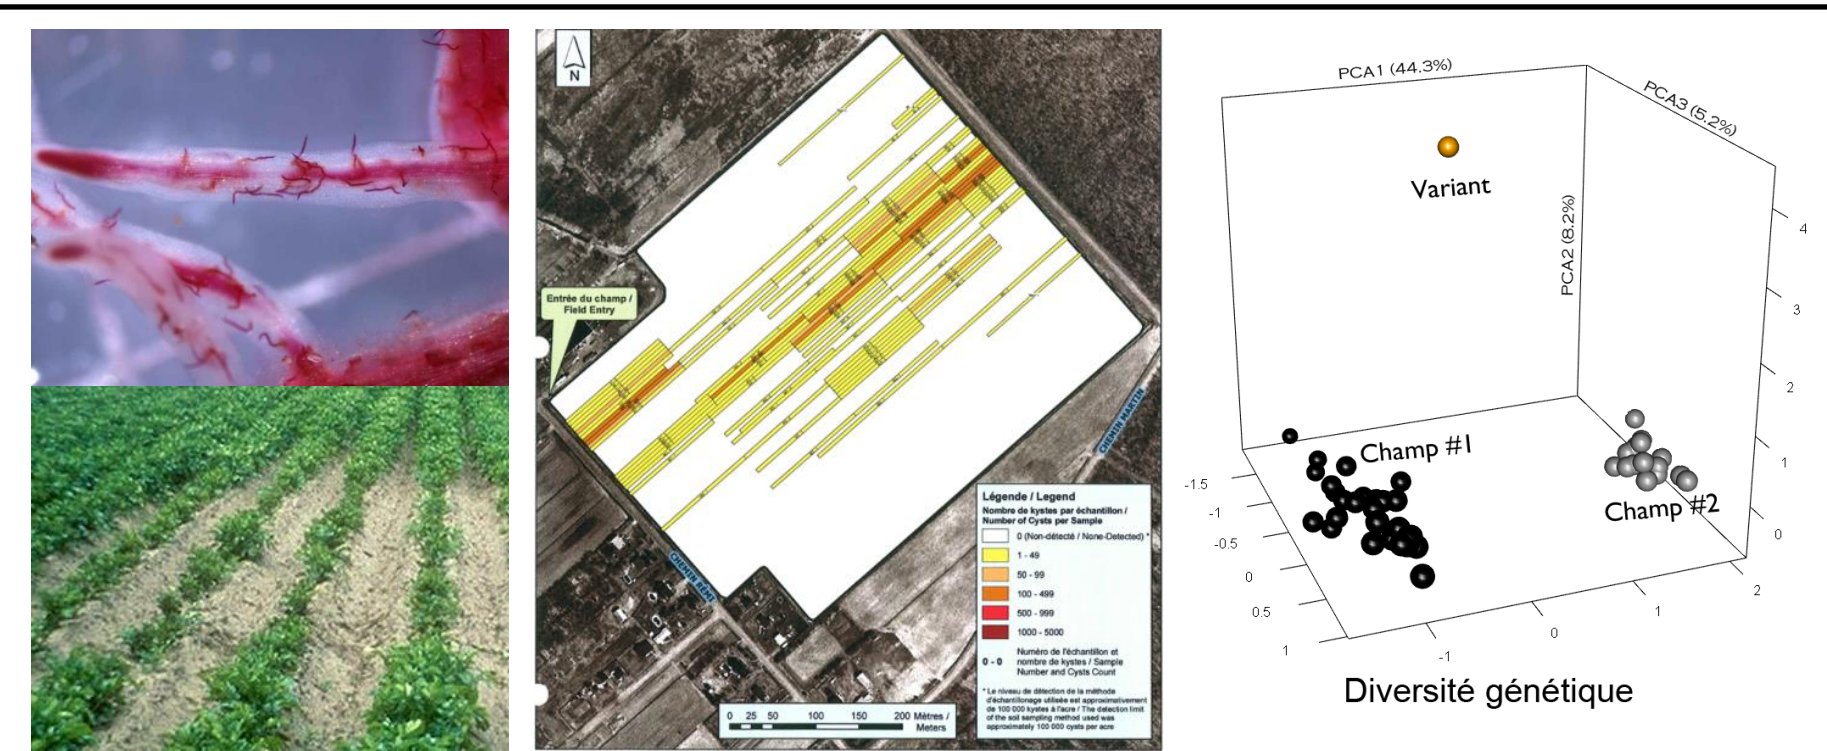 N
Entrée du champ /
Field Entry
CHEMIN MARTIN
CHEMIN RÉMI
Légende / Legend
Nombre de kystes par échantillon /
Number of Cysts per Sample
0 (Non-détecté / None-Detected) *
1 - 49
50 - 99
100 - 499
500 - 999
1000 - 5000
0 - 0
Numéro de l'échantillon et
nombre de kystes / Sample
Number and Cysts Count
* Le niveau de détection de la méthode
d'échantillonage utilisée est approximativement
de 100 000 kystes à l'acre / The detection limit
of the soil sampling method used was
approximately 100 000 cysts per acre
0 25 50 100 150 200 Mètres /
Meters
PCA1 (44.3%)
PCA3 (5.2%)
PCA2 (8.2%)
Variant
4
3
2
1
0
Champ #1
Champ #2
-1.5
-1
-0.5
0
0.5
1
-1
0
1
2
Diversité génétique